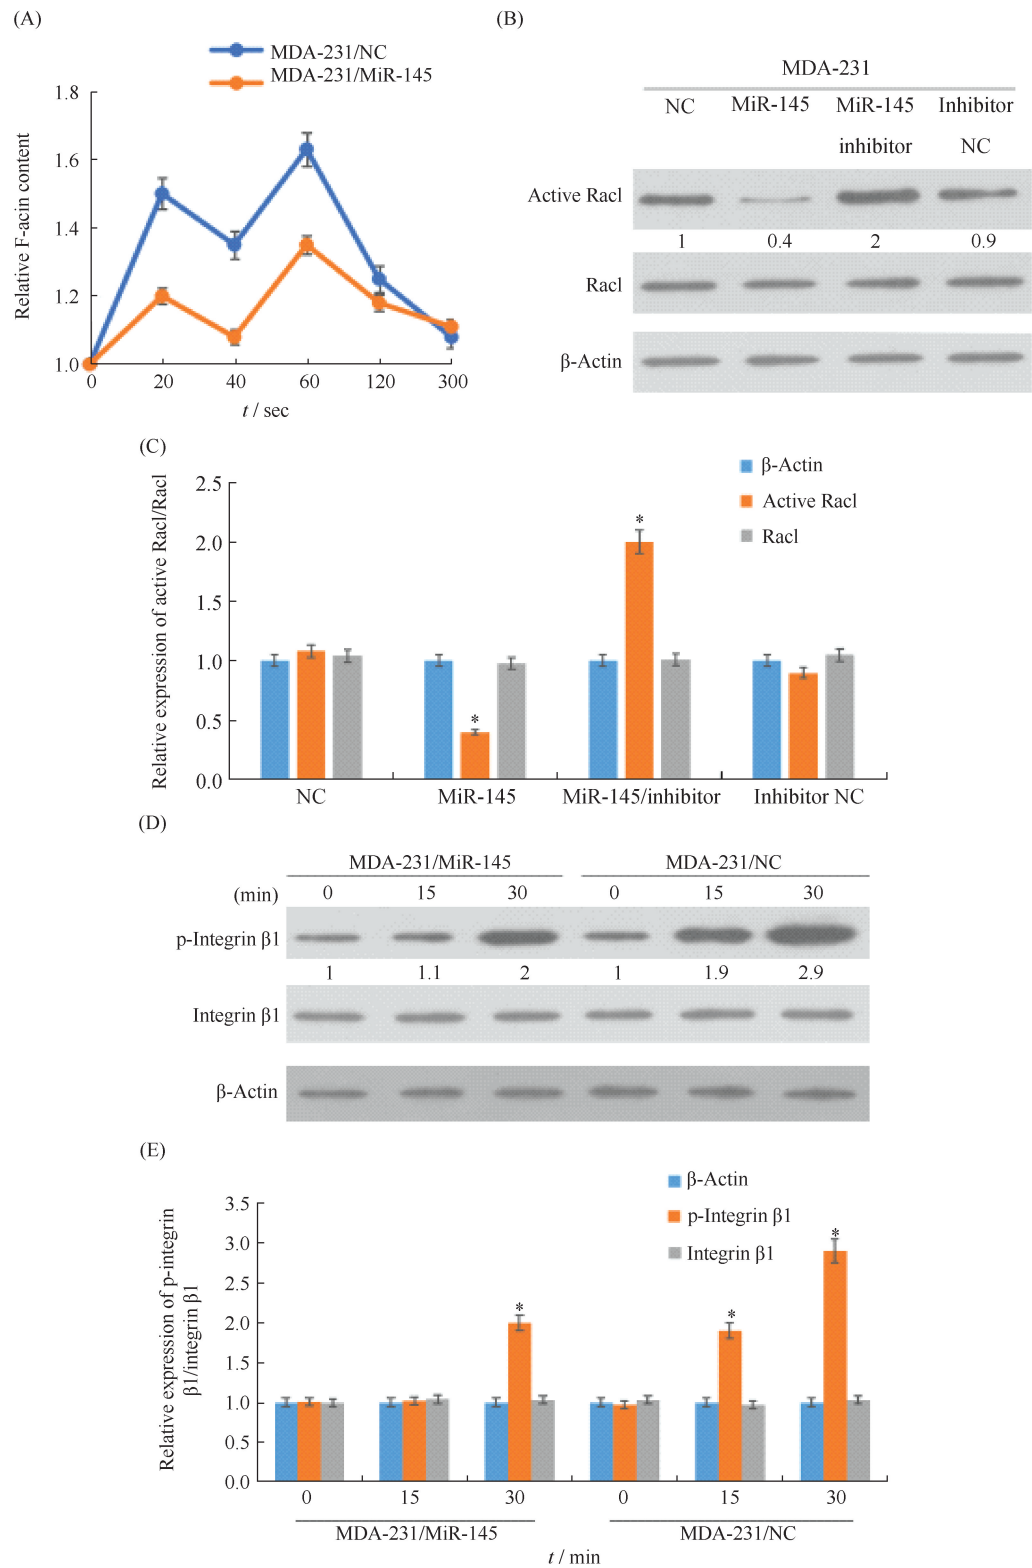 (A)
MDA-231/NC
MDA-231/MiR-145
Relative F-acin content
1.8
1.6
1.4
1.2
1.0
0 20 40 60 120 300
t / sec
(B)
MDA-231
NC MiR-145 MiR-145 Inhibitor
inhibitor NC
Active Racl
1 0.4 2 0.9
Racl
β-Actin
(C)
Relative expression of active Racl/Racl
β-Actin
Active Racl
Racl
2.5
2.0
1.5
1.0
0.5
0.0
* *
NC MiR-145 MiR-145/inhibitor Inhibitor NC
(D)
MDA-231/MiR-145 MDA-231/NC
(min) 0 15 30 0 15 30
p-Integrin β1
1 1.1 2 1 1.9 2.9
Integrin β1
β-Actin
(E)
Relative expression of p-integrin
β1/integrin β1
β-Actin
p-Integrin β1
Integrin β1
3.5
3.0
2.5
2.0
1.5
1.0
0.5
0.0
* * *
0 15 30 0 15 30
MDA-231/MiR-145 MDA-231/NC
t / min